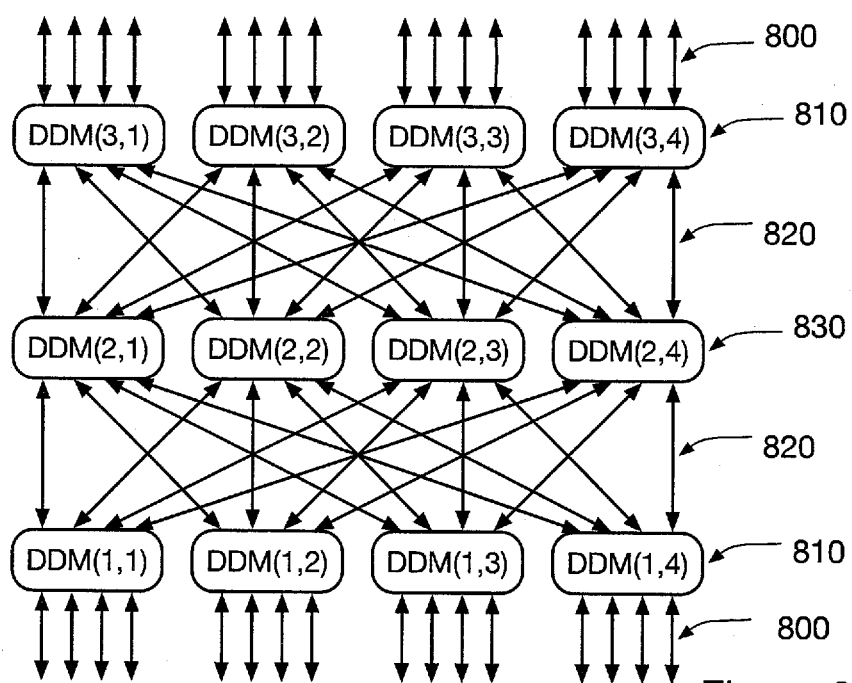 800
DDM(3,1) DDM(3,2) DDM(3,3) DDM(3,4) 810
820
DDM(2,1) DDM(2,2) DDM(2,3) DDM(2,4) 830
820
DDM(1,1) DDM(1,2) DDM(1,3) DDM(1,4) 810
800